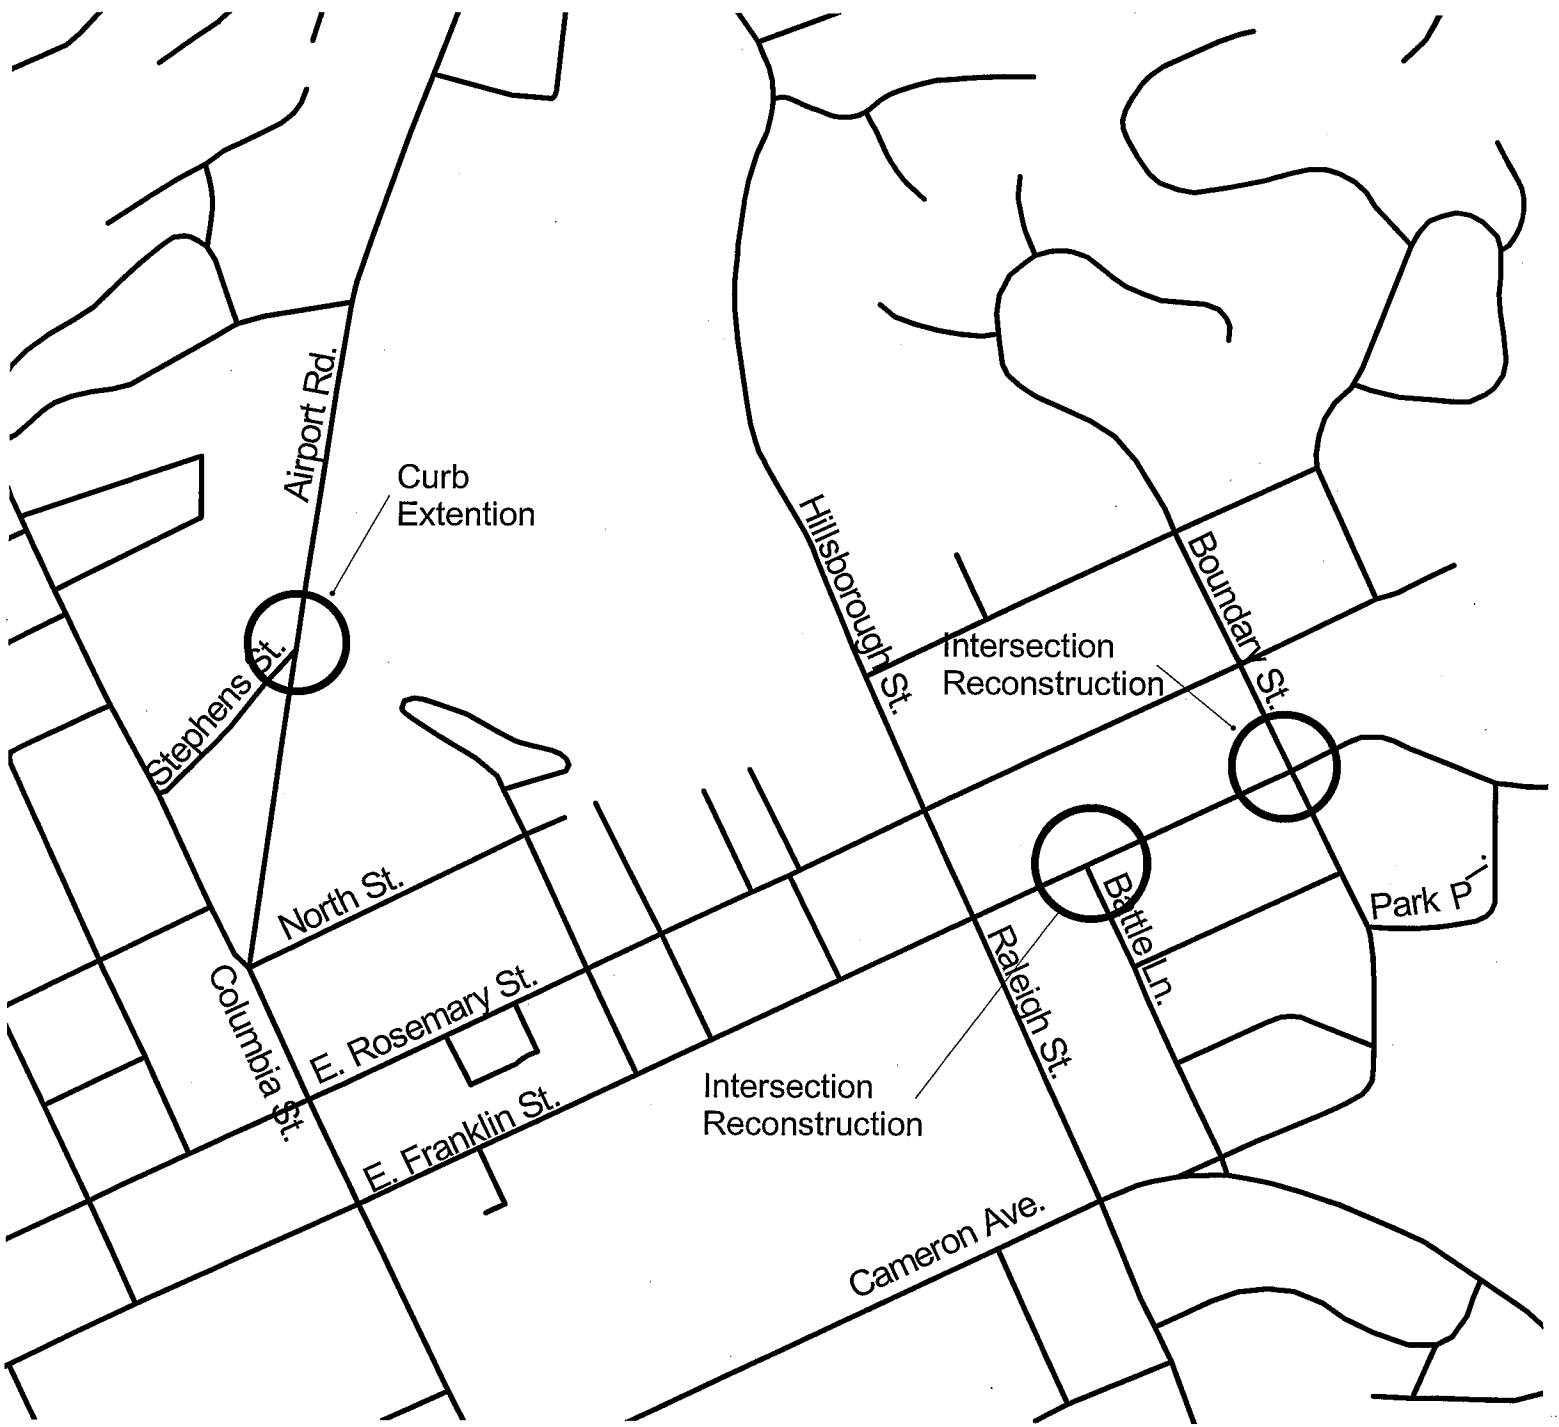 Airport Rd.
Curb
Extention
Hillsborough St.
Boundary St.
Intersection
Reconstruction
Stephens St.
North St.
Battle Ln.
Park P
Columbia St.
E. Rosemary St.
Raleigh St.
Intersection
Reconstruction
E. Franklin St.
Cameron Ave.